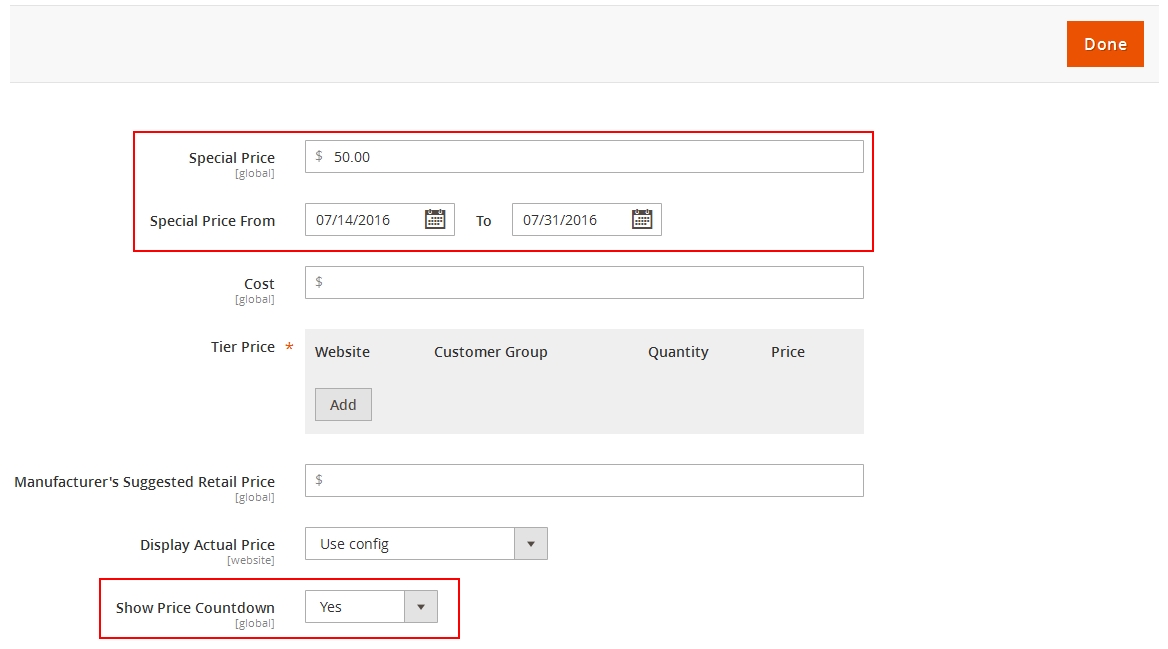 Done
Special Price $ 50.00
[global]
Special Price From 07/14/2016 To 07/31/2016
Cost $
[global]
Tier Price * Website Customer Group Quantity Price
Add
Manufacturer's Suggested Retail Price $
[global]
Display Actual Price Use config
[website]
Show Price Countdown Yes
[global]